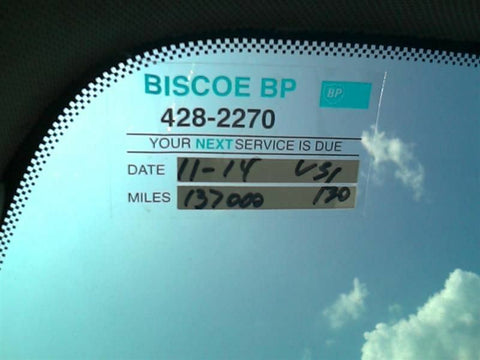 BISCOE BP
BP
428-2270
YOUR NEXT SERVICE IS DUE
DATE 11-14
MILES 137000 130